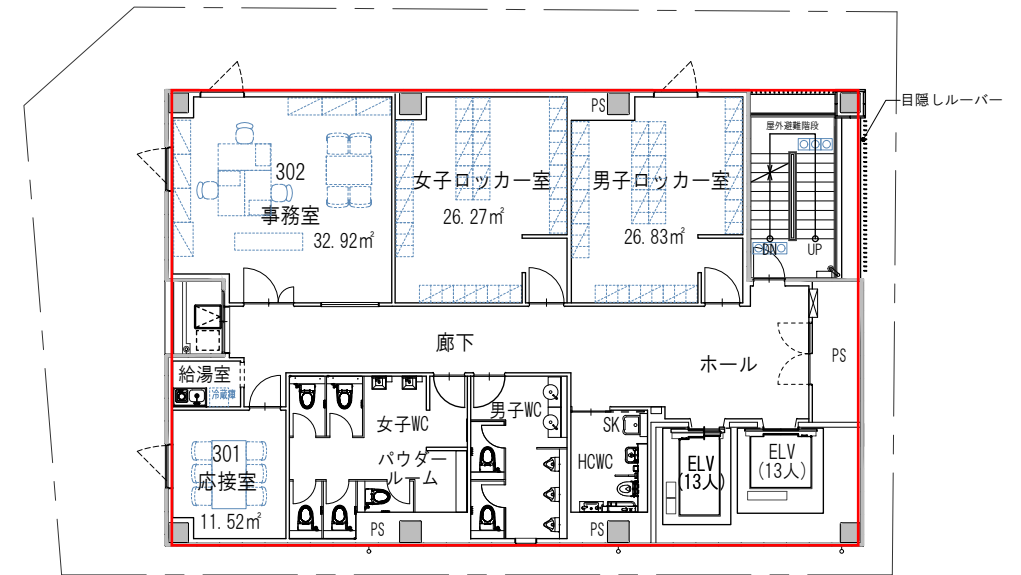 目隠しルーバー
PS
屋外避難階段
302
事務室
32.92㎡
女子ロッカー室
26.27㎡
男子ロッカー室
26.83㎡
DN
UP
廊下
ホール
PS
給湯室
冷蔵庫
女子WC
男子WC
パウダー
ルーム
SK
HCWC
301
応接室
11.52㎡
PS
PS
ELV
(13人)
ELV
(13人)